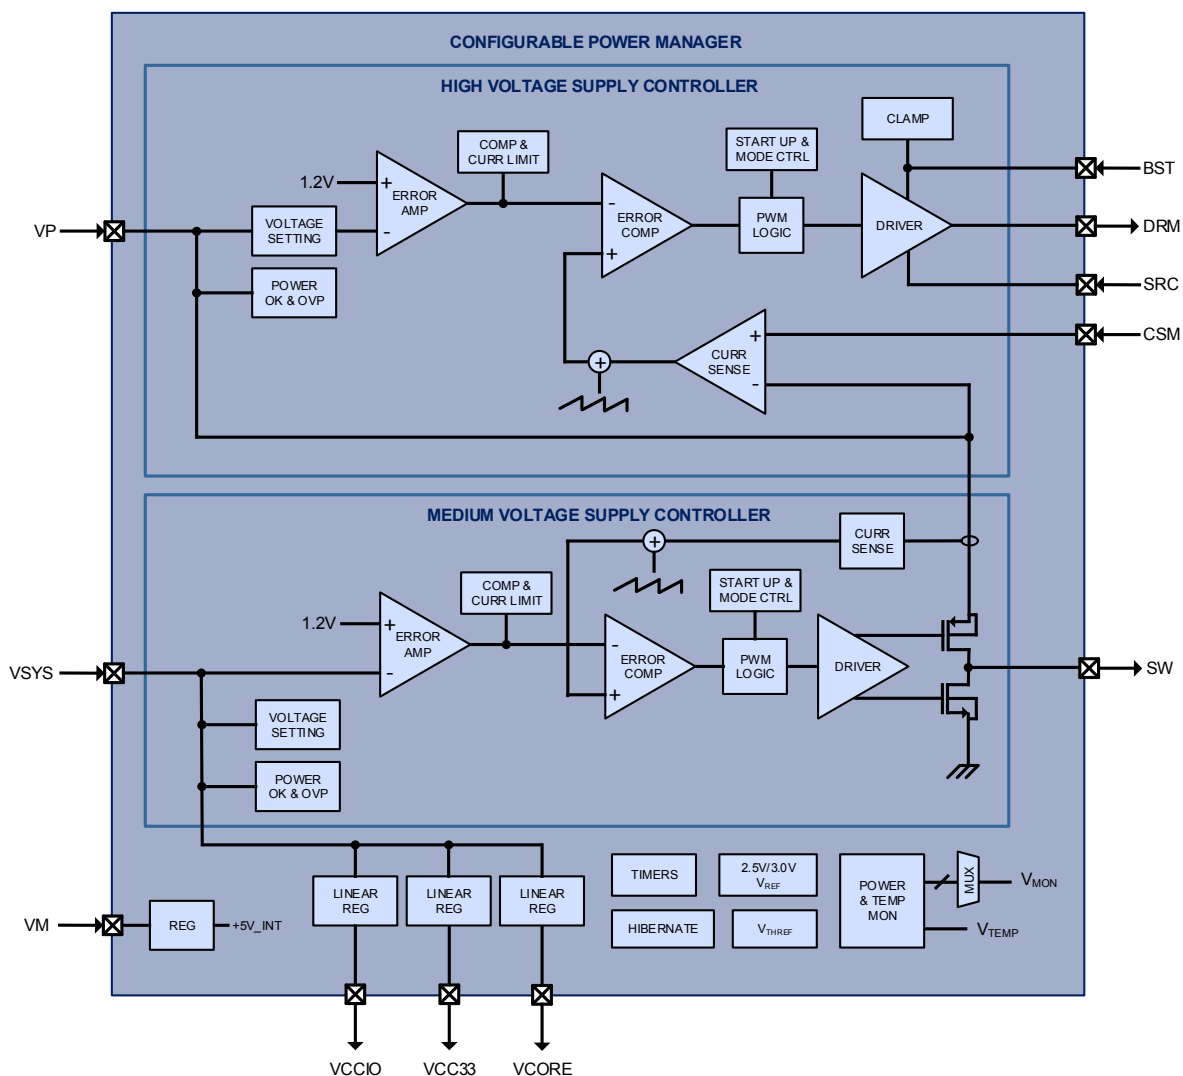 CONFIGURABLE POWER MANAGER
HIGH VOLTAGE SUPPLY CONTROLLER
CLAMP
COMP &
CURR LIMIT
START UP &
MODE CTRL
BST
1.2V
+
ERROR
AMP
-
VOLTAGE
SETTING
VP
-
ERROR
COMP
+
PWM
LOGIC
DRIVER
DRM
POWER
OK & OVP
SRC
CSM
+
CURR
SENSE
-
+
MEDIUM VOLTAGE SUPPLY CONTROLLER
CURR
SENSE
+
COMP &
CURR LIMIT
START UP &
MODE CTRL
1.2V
+
ERROR
AMP
-
-
ERROR
COMP
+
PWM
LOGIC
DRIVER
VSYS
SW
VOLTAGE
SETTING
POWER
OK & OVP
LINEAR
REG
LINEAR
REG
LINEAR
REG
TIMERS
2.5V/3.0V
VREF
POWER
& TEMP
MON
MUX
VMON
VM
REG
+5V_INT
HIBERNATE
VTHREF
VTEMP
VCCIO
VCC33
VCORE